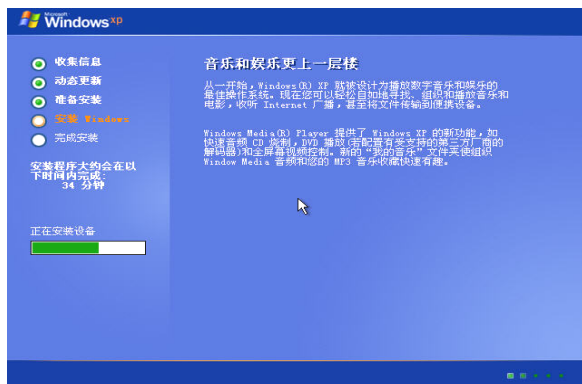 Microsoft
Windows xp
收集信息
动态更新
准备安装
安装 Windows
完成安装
安装程序大约会在以
下时间内完成:
34 分钟
正在安装设备
音乐和娱乐更上一层楼
从一开始，Windows(R) XP 就被设计为播放数字音乐和娱乐的
最佳操作系统。现在您可以轻松自如地寻找、组织和播放音乐和
电影，收听 Internet 广播，甚至将文件传输到便携设备。
Windows Media(R) Player 提供了 Windows XP 的新功能，如
快速音频 CD 烧制，DVD 播放(若配置有受支持的第三方厂商的
解码器)和全屏幕视频控制。新的“我的音乐”文件夹使组织
Window Media 音频和您的 MP3 音乐收藏快速有趣。